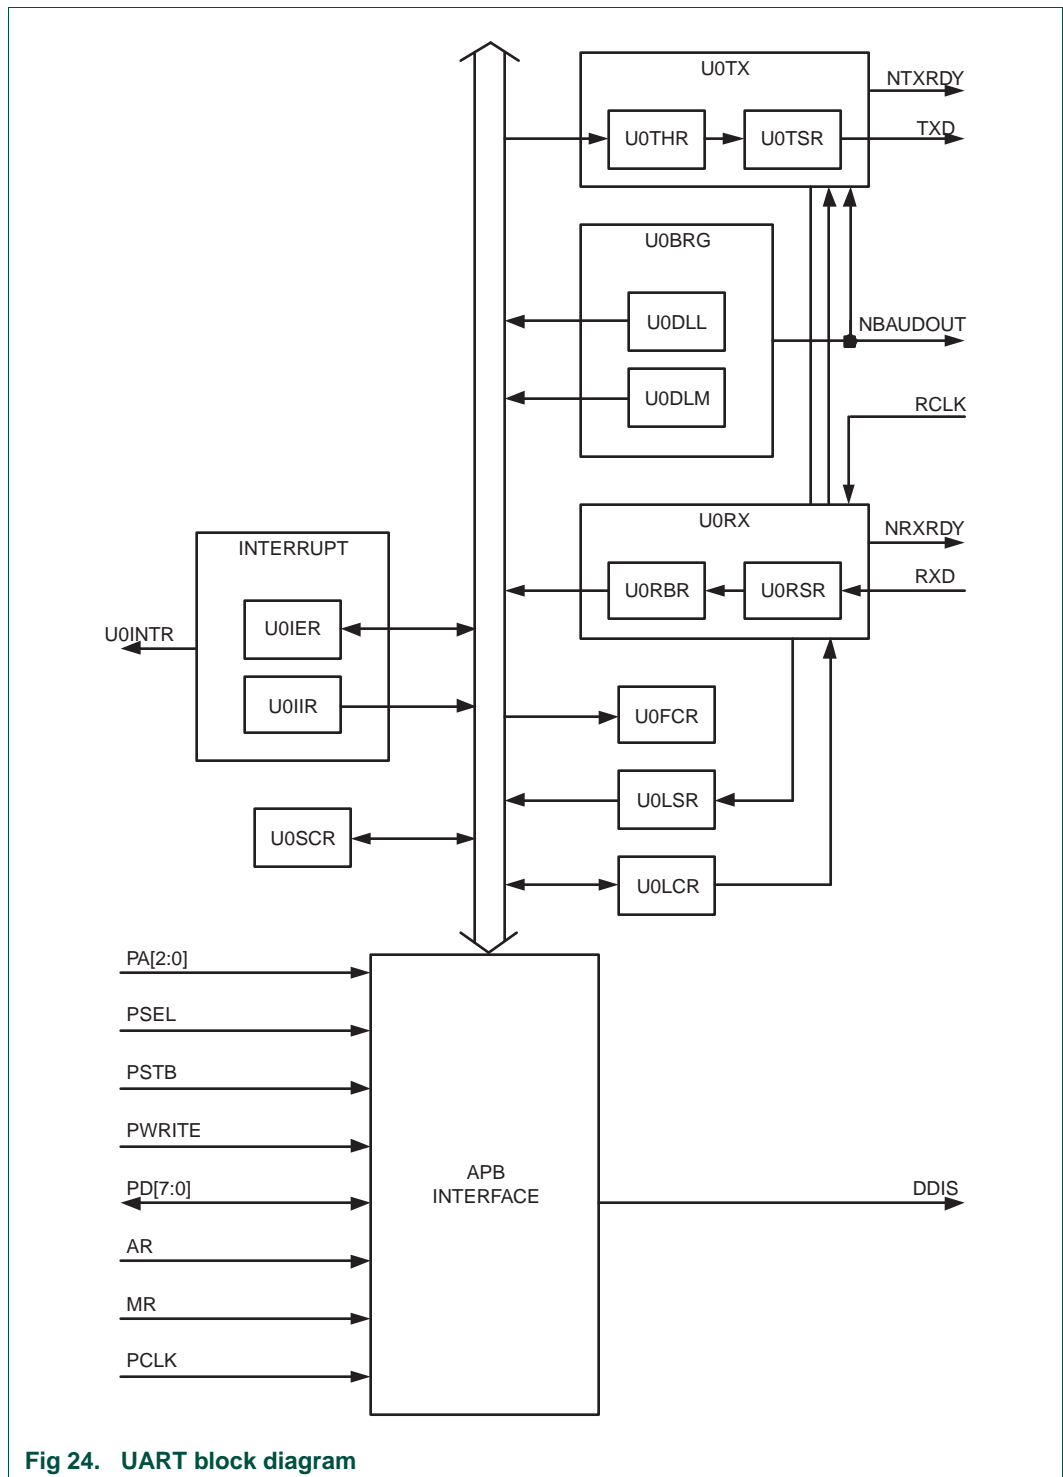 U0TX
NTXRDY
U0THR
U0TSR
TXD
U0BRG
U0DLL
NBAUDOUT
U0DLM
RCLK
U0RX
NRXRDY
INTERRUPT
U0RBR
U0RSR
RXD
U0INTR
U0IER
U0IIR
U0FCR
U0LSR
U0SCR
U0LCR
PA[2:0]
PSEL
PSTB
PWRITE
APB
INTERFACE
PD[7:0]
DDIS
AR
MR
PCLK
Fig 24. UART block diagram